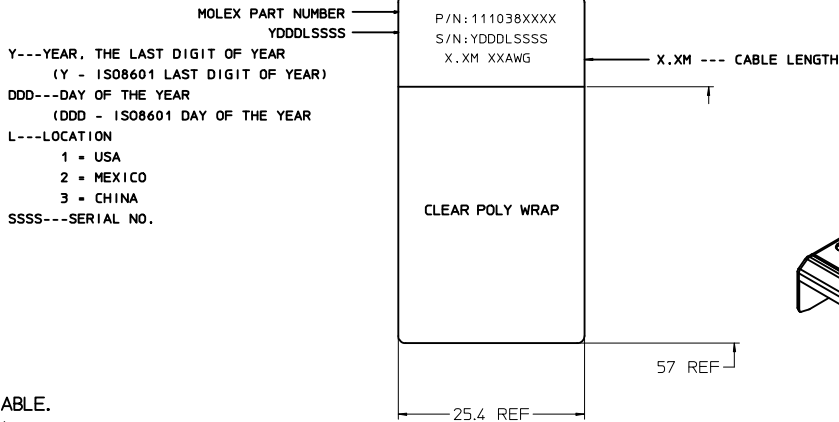 MOLEX PART NUMBER
YDDDLSSSS
Y---YEAR, THE LAST DIGIT OF YEAR
(Y - ISO8601 LAST DIGIT OF YEAR)
DDD---DAY OF THE YEAR
(DDD - ISO8601 DAY OF THE YEAR
L---LOCATION
1 = USA
2 = MEXICO
3 = CHINA
SSSS---SERIAL NO.
P/N:111038XXXX
S/N:YDDDLSSSS
X.XM XXAWG
X.XM --- CABLE LENGTH
CLEAR POLY WRAP
57 REF
25.4 REF
ABLE.